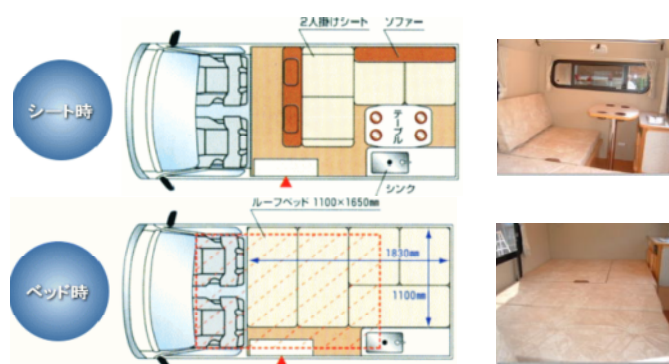 シート時
2人掛けシート
ソファー
テーブル
シンク
ベッド時
ルーフベッド 1100×1650㎜
1830㎜
1100㎜